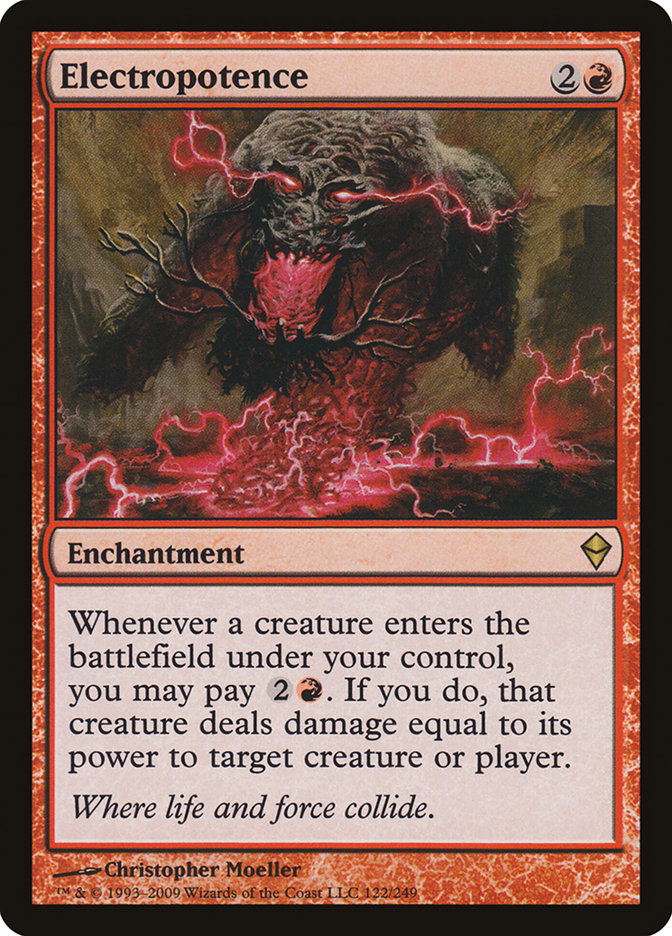 Electropotence 2
Enchantment
Whenever a creature enters the
battlefield under your control,
you may pay 2. If you do, that
creature deals damage equal to its
power to target creature or player.
Where life and force collide.
Christopher Moeller
™ & © 1993–2009 Wizards of the Coast LLC 122/249